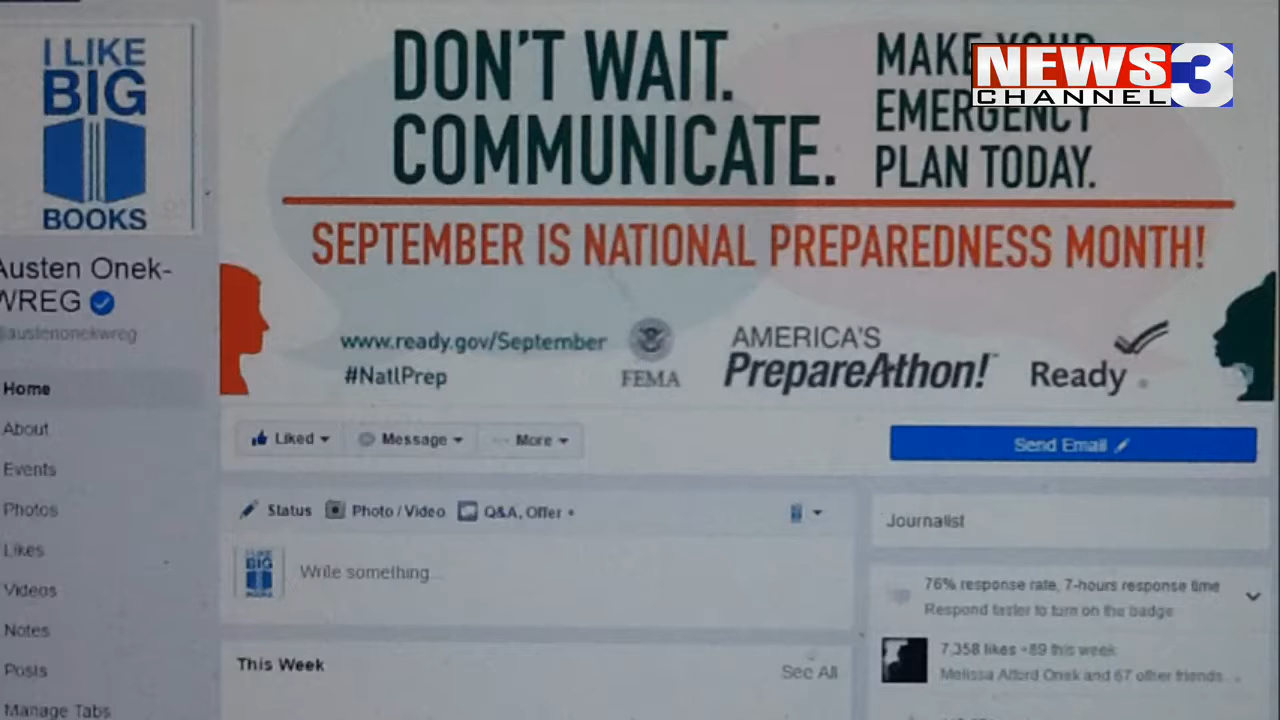 I LIKE
BIG
BOOKS
Austen Onek-
WREG
@austenonekwreg
Home
About
Events
Photos
Likes
Videos
Notes
Posts
Manage Tabs
DON'T WAIT.
COMMUNICATE.
MAKE YOUR
EMERGENCY
PLAN TODAY.
NEWS
CHANNEL
3
SEPTEMBER IS NATIONAL PREPAREDNESS MONTH!
www.ready.gov/September
#NatlPrep
FEMA
AMERICA'S
PrepareAthon!
Ready
Liked
Message
More
Send Email
Status
Photo / Video
Q&A, Offer +
I LIKE
BIG
BOOKS
Write something...
This Week
See All
Journalist
76% response rate, 7-hours response time
Respond faster to turn on the badge
7,358 likes +89 this week
Melissa Alford Onek and 67 other friends